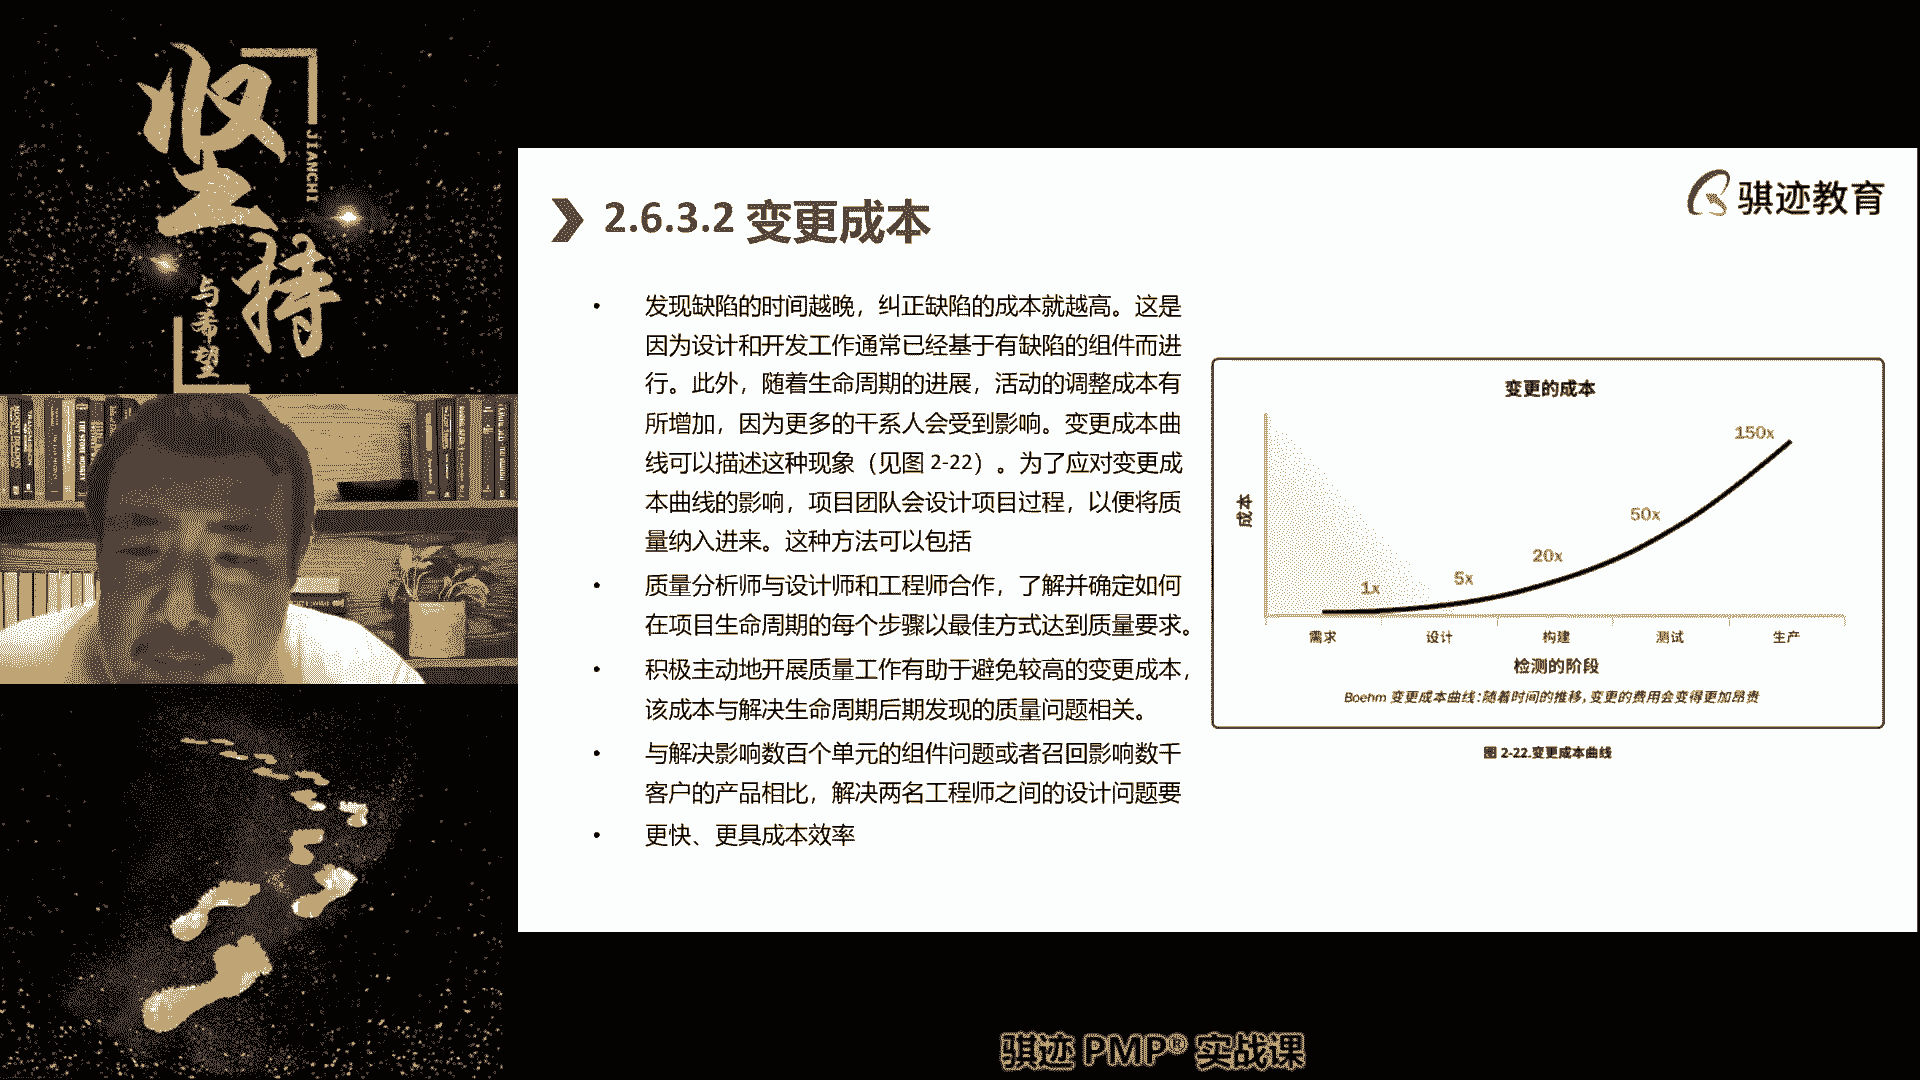 坚持
JIANCHI
与希望
骐迹教育
2.6.3.2 变更成本
• 发现缺陷的时间越晚，纠正缺陷的成本就越高。这是
因为设计和开发工作通常已经基于有缺陷的组件而进
行。此外，随着生命周期的进展，活动的调整成本有
所增加，因为更多的干系人会受到影响。变更成本曲
线可以描述这种现象（见图 2-22）。为了应对变更成
本曲线的影响，项目团队会设计项目过程，以便将质
量纳入进来。这种方法可以包括
• 质量分析师与设计师和工程师合作，了解并确定如何
在项目生命周期的每个步骤以最佳方式达到质量要求。
• 积极主动地开展质量工作有助于避免较高的变更成本，
该成本与解决生命周期后期发现的质量问题相关。
• 与解决影响数百个单元的组件问题或者召回影响数千
客户的产品相比，解决两名工程师之间的设计问题要
• 更快、更具成本效率
变更的成本
成本
1x
5x
20x
50x
150x
需求 设计 构建 测试 生产
检测的阶段
Boehm 变更成本曲线：随着时间的推移，变更的费用会变得更加昂贵
图 2-22.变更成本曲线
骐迹 PMP® 实战课